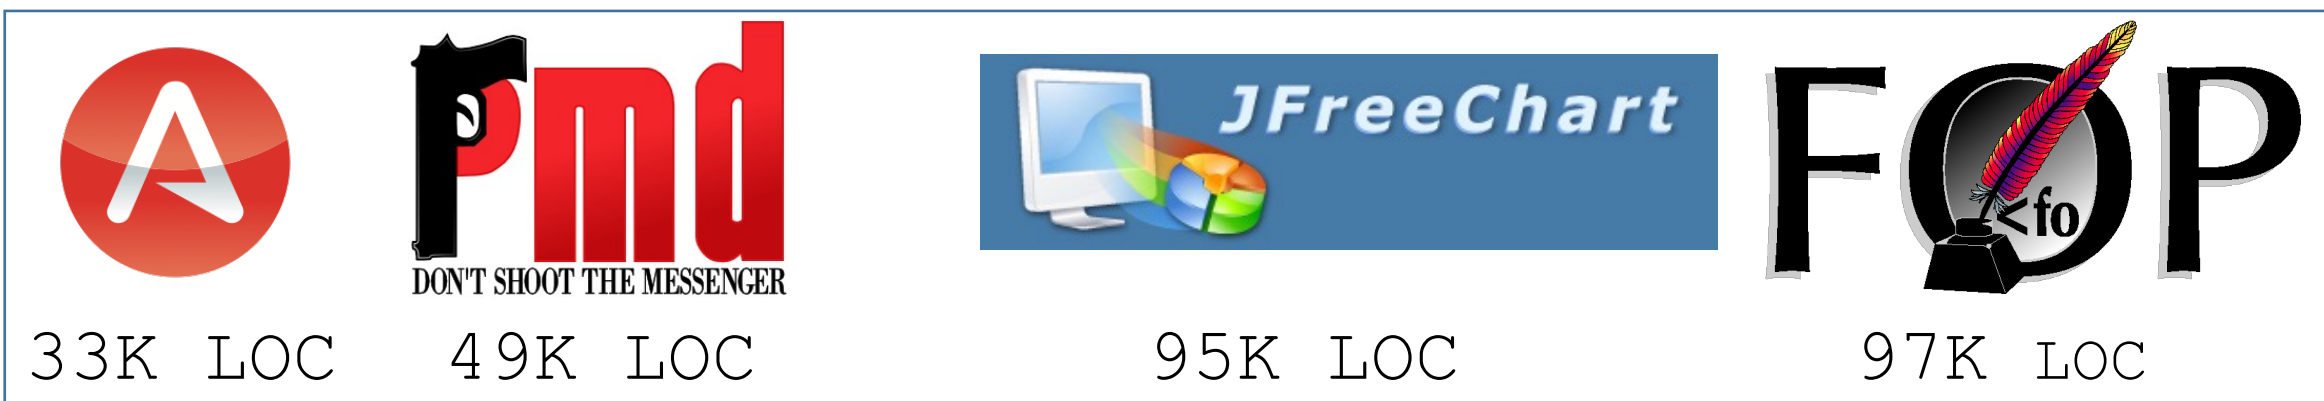 pmd
DON'T SHOOT THE MESSENGER
JFreeChart
FOP
<fo
33K LOC
49K LOC
95K LOC
97K LOC